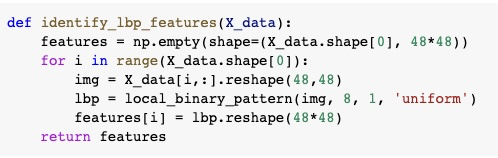 def identify_lbp_features(X_data):
    features = np.empty(shape=(X_data.shape[0], 48*48))
    for i in range(X_data.shape[0]):
        img = X_data[i,:].reshape(48,48)
        lbp = local_binary_pattern(img, 8, 1, 'uniform')
        features[i] = lbp.reshape(48*48)
    return features